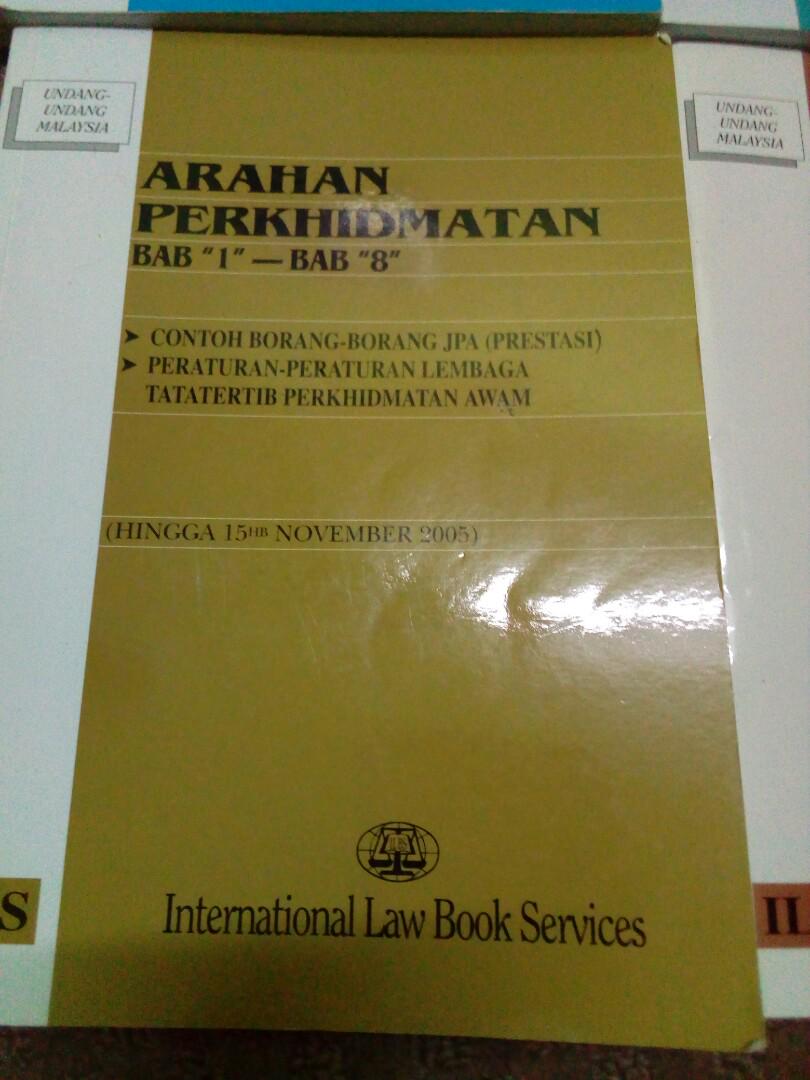 UNDANG-
UNDANG
MALAYSIA
UNDANG-
UNDANG
MALAYSIA
ARAHAN
PERKHIDMATAN
BAB "1" — BAB "8"
➤ CONTOH BORANG-BORANG JPA (PRESTASI)
➤ PERATURAN-PERATURAN LEMBAGA
TATATERTIB PERKHIDMATAN AWAM
(HINGGA 15HB NOVEMBER 2005)
International Law Book Services
S
IL